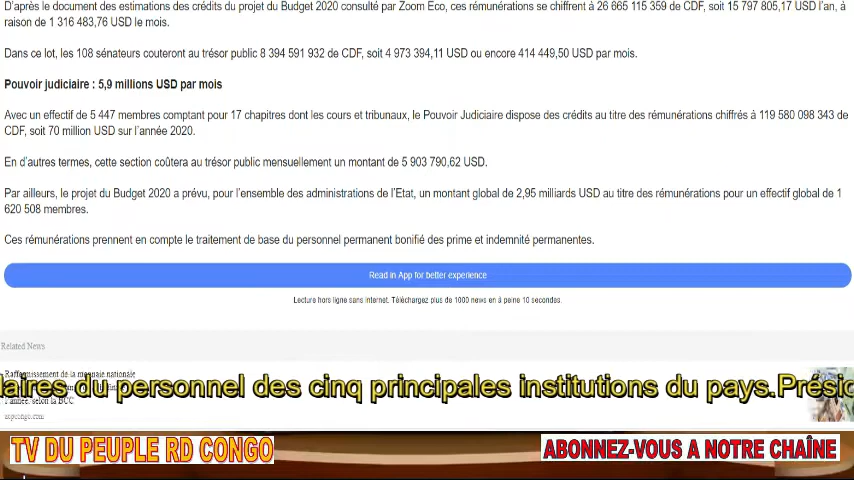 D'après le document des estimations des crédits du projet du Budget 2020 consulté par Zoom Eco, ces rémunérations se chiffrent à 26 665 115 359 de CDF, soit 15 797 805,17 USD l'an, à
raison de 1 316 483,76 USD le mois.
Dans ce lot, les 108 sénateurs couteront au trésor public 8 394 591 932 de CDF, soit 4 973 394,11 USD ou encore 414 449,50 USD par mois.
Pouvoir judiciaire : 5,9 millions USD par mois
Avec un effectif de 5 447 membres comptant pour 17 chapitres dont les cours et tribunaux, le Pouvoir Judiciaire dispose des crédits au titre des rémunérations chiffrés à 119 580 098 343 de
CDF, soit 70 million USD sur l'année 2020.
En d'autres termes, cette section coûtera au trésor public mensuellement un montant de 5 903 790,62 USD.
Par ailleurs, le projet du Budget 2020 a prévu, pour l'ensemble des administrations de l'Etat, un montant global de 2,95 milliards USD au titre des rémunérations pour un effectif global de 1
620 508 membres.
Ces rémunérations prennent en compte le traitement de base du personnel permanent bonifié des prime et indemnité permanentes.
Read in App for better experience
Lecture hors ligne sans internet. Téléchargez plus de 1000 news en à peine 10 secondes.
Related News
Raffermissement de la monnaie nationale
laires du personnel des cinq principales institutions du pays.Présid
l'année, selon la BCC
acpcongo.com
TV DU PEUPLE RD CONGO
ABONNEZ-VOUS A NOTRE CHAÎNE